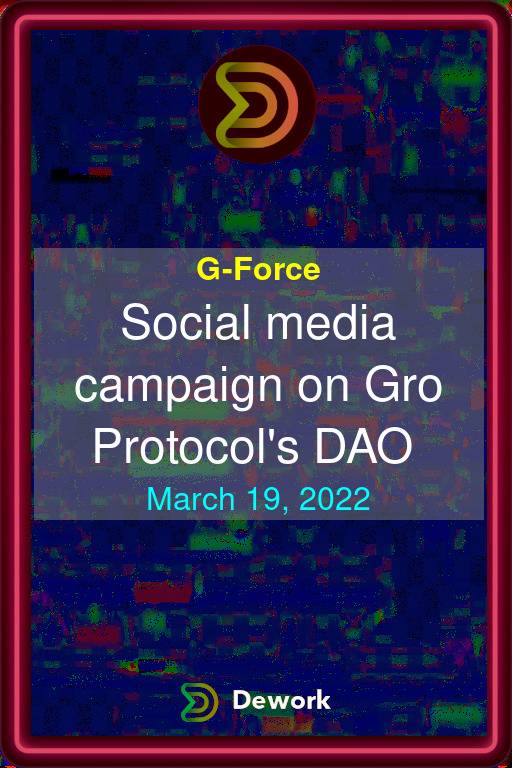 G-Force
Social media
campaign on Gro
Protocol's DAO
March 19, 2022
Dework